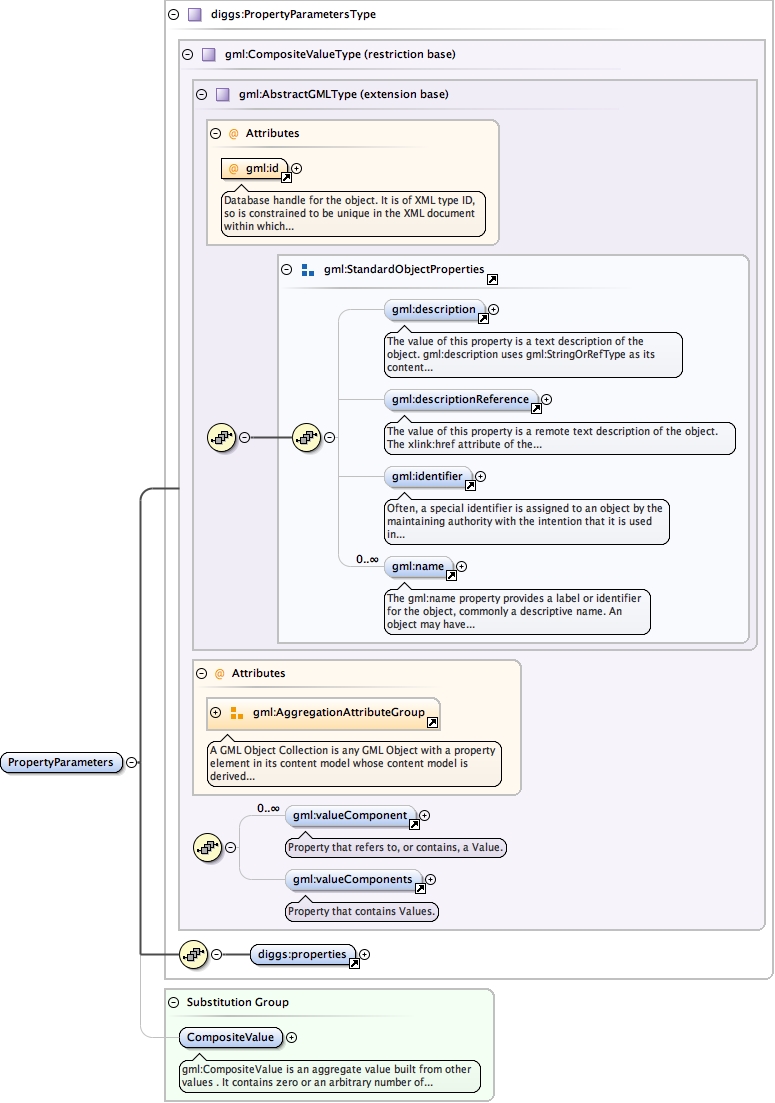 diggs:PropertyParametersType
gml:CompositeValueType (restriction base)
gml:AbstractGMLType (extension base)
@ Attributes
@ gml:id
Database handle for the object. It is of XML type ID,
so is constrained to be unique in the XML document
within which...
gml:StandardObjectProperties
gml:description
The value of this property is a text description of the
object. gml:description uses gml:StringOrRefType as its
content...
gml:descriptionReference
The value of this property is a remote text description of the object.
The xlink:href attribute of the...
gml:identifier
Often, a special identifier is assigned to an object by the
maintaining authority with the intention that it is used
in...
0..∞
gml:name
The gml:name property provides a label or identifier
for the object, commonly a descriptive name. An
object may have...
@ Attributes
gml:AggregationAttributeGroup
A GML Object Collection is any GML Object with a property
element in its content model whose content model is
derived...
PropertyParameters
0..∞
gml:valueComponent
Property that refers to, or contains, a Value.
gml:valueComponents
Property that contains Values.
diggs:properties
Substitution Group
CompositeValue
gml:CompositeValue is an aggregate value built from other
values . It contains zero or an arbitrary number of...